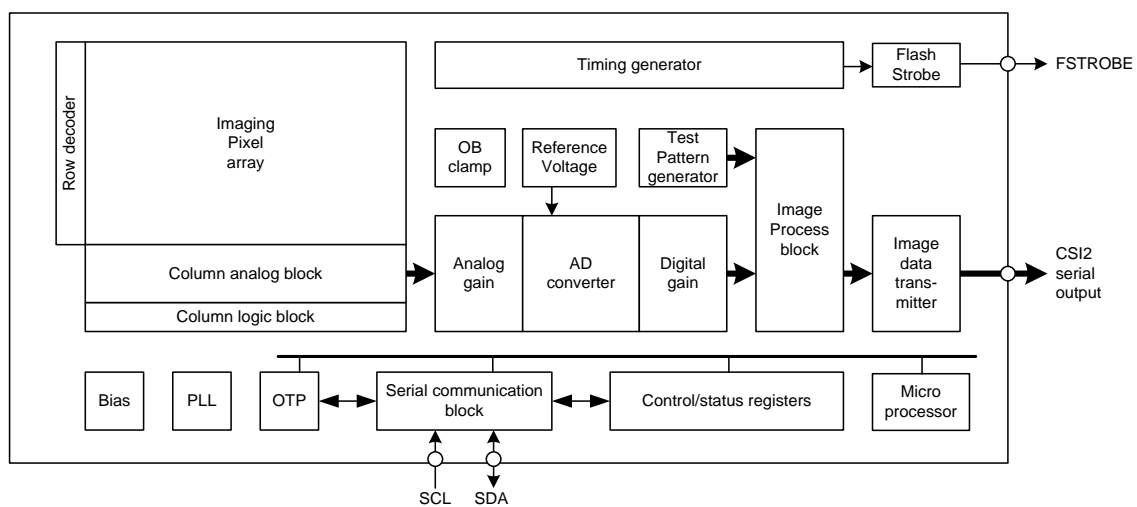 Row decoder
Imaging
Pixel
array
Column analog block
Column logic block
Timing generator
Flash
Strobe
FSTROBE
OB
clamp
Reference
Voltage
Test
Pattern
generator
Image
Process
block
Analog
gain
AD
converter
Digital
gain
Image
data
trans-
mitter
CSI2
serial
output
Bias
PLL
OTP
Serial communication
block
Control/status registers
Micro
processor
SCL
SDA